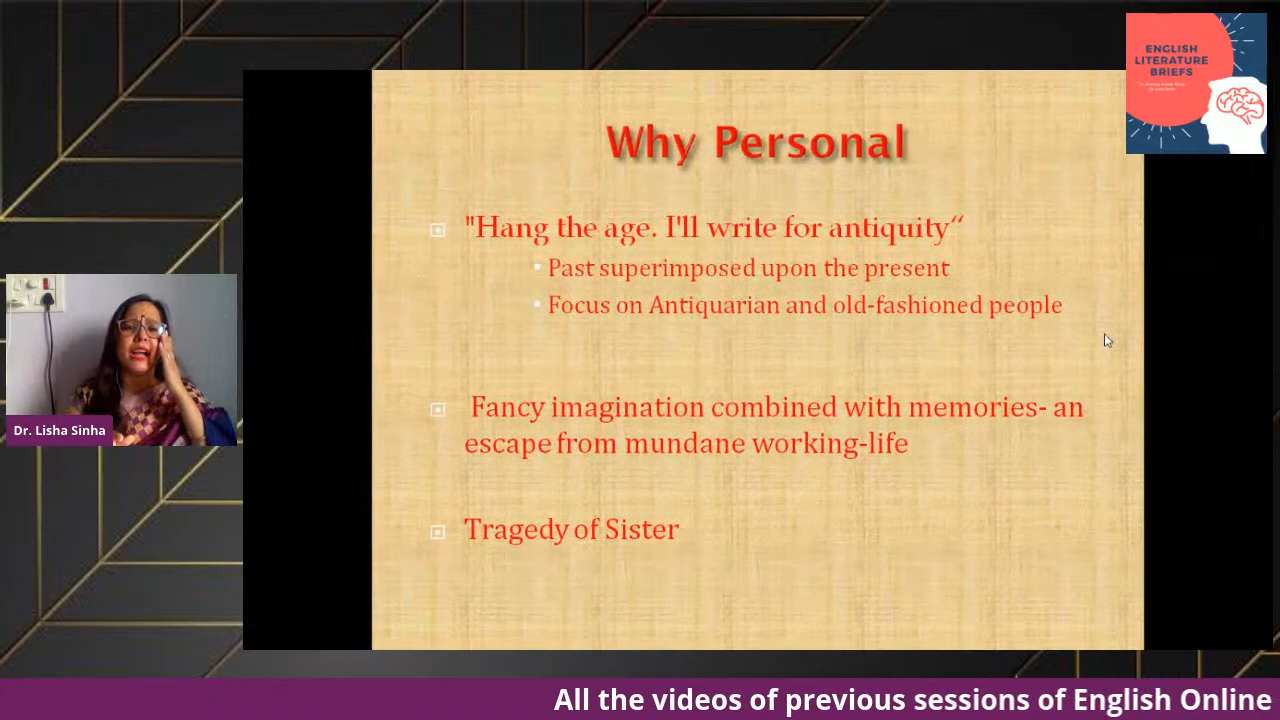 ENGLISH
LITERATURE
BRIEFS
Why Personal
"Hang the age. I'll write for antiquity“
Past superimposed upon the present
Focus on Antiquarian and old-fashioned people
Fancy imagination combined with memories- an
escape from mundane working-life
Tragedy of Sister
Dr. Lisha Sinha
All the videos of previous sessions of English Online